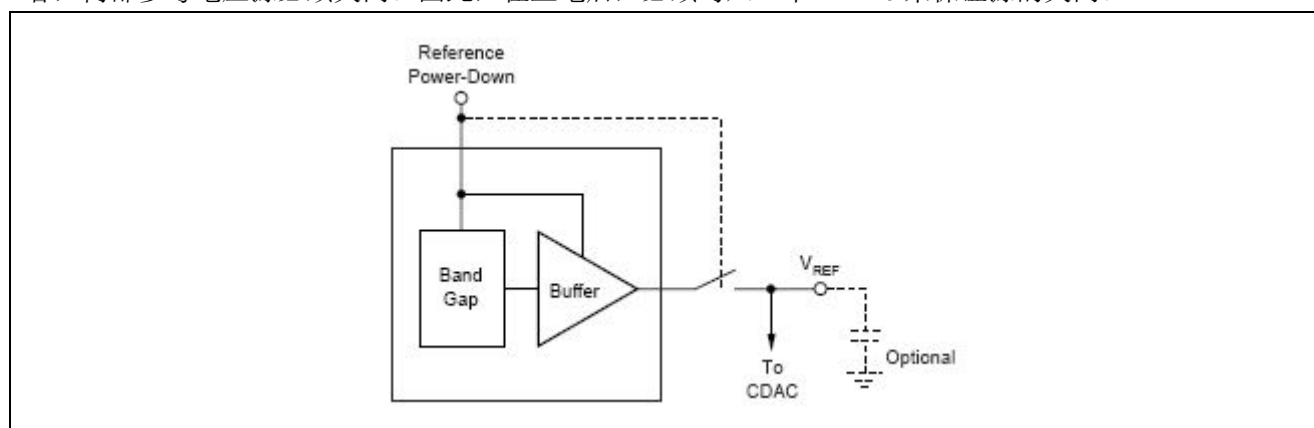 Reference
Power-Down
Band
Gap
Buffer
VREF
To
CDAC
Optional